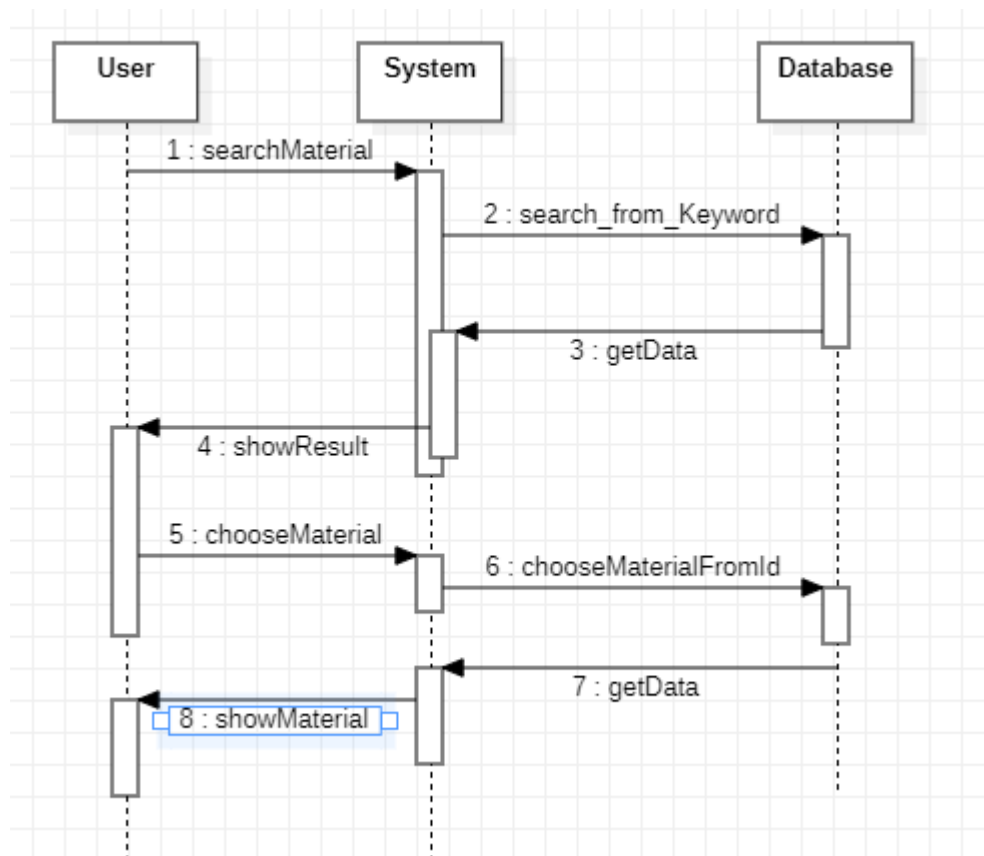 User
System
Database
1 : searchMaterial
2 : search_from_Keyword
3 : getData
4 : showResult
5 : chooseMaterial
6 : chooseMaterialFromId
7 : getData
8 : showMaterial